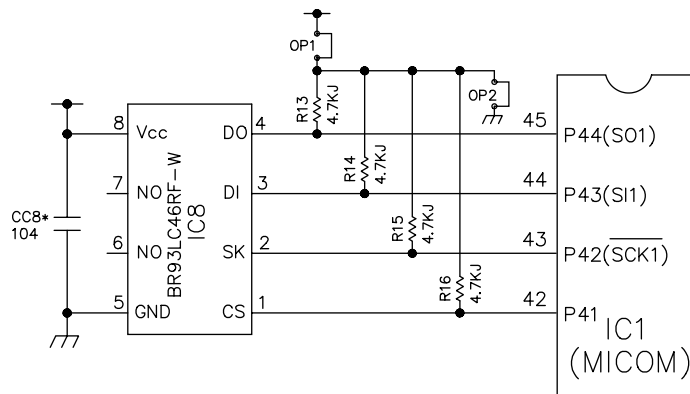 OP1
OP2
R13
4.7KJ
R14
4.7KJ
R15
4.7KJ
R16
4.7KJ
CC8*
104
8 Vcc
7 NO
6 NO
5 GND
BR93LC46RF-W
IC8
DO 4
DI 3
SK 2
CS 1
45 P44(SO1)
44 P43(SI1)
43 P42(SCK1)
42 P41
IC1
(MICOM)